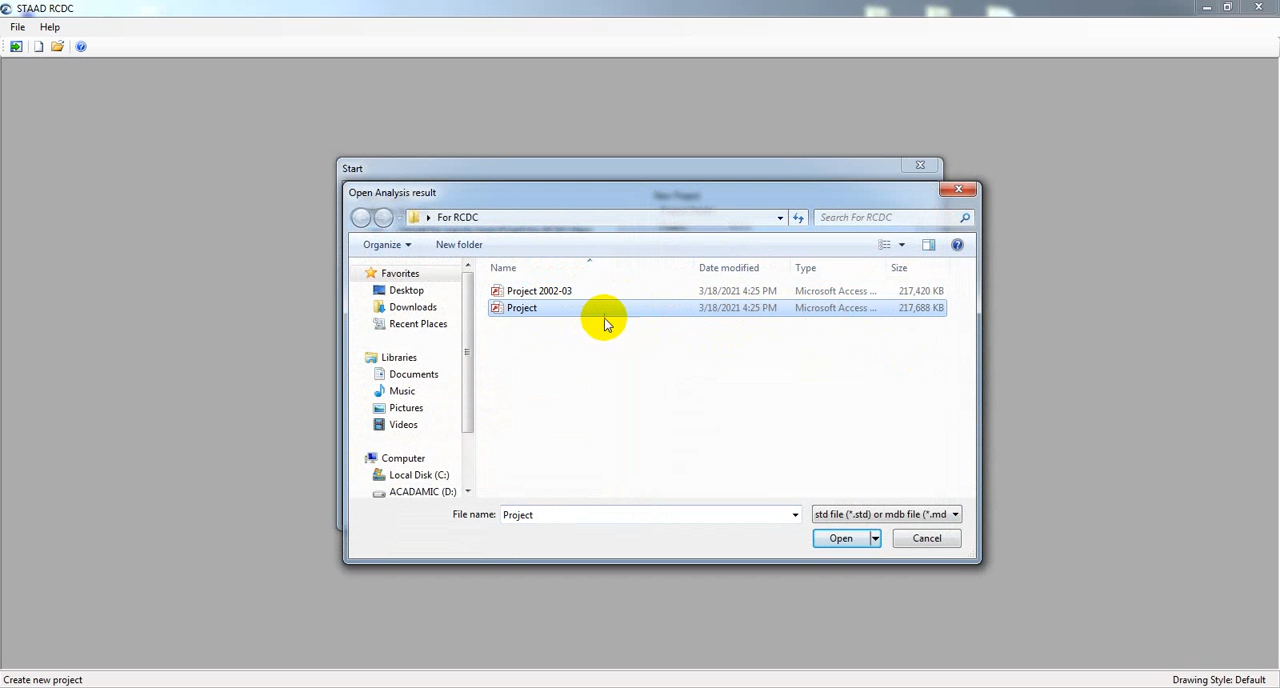 STAAD RCDC
File Help
Start
Open Analysis result
For RCDC
Search For RCDC
Organize
New folder
Favorites
Desktop
Downloads
Recent Places
Libraries
Documents
Music
Pictures
Videos
Computer
Local Disk (C:)
ACADAMIC (D:)
Name Date modified Type Size
Project 2002-03 3/18/2021 4:25 PM Microsoft Access ... 217,420 KB
Project 3/18/2021 4:25 PM Microsoft Access ... 217,688 KB
File name: Project
std file (*.std) or mdb file (*.md
Open
Cancel
Create new project
Drawing Style: Default